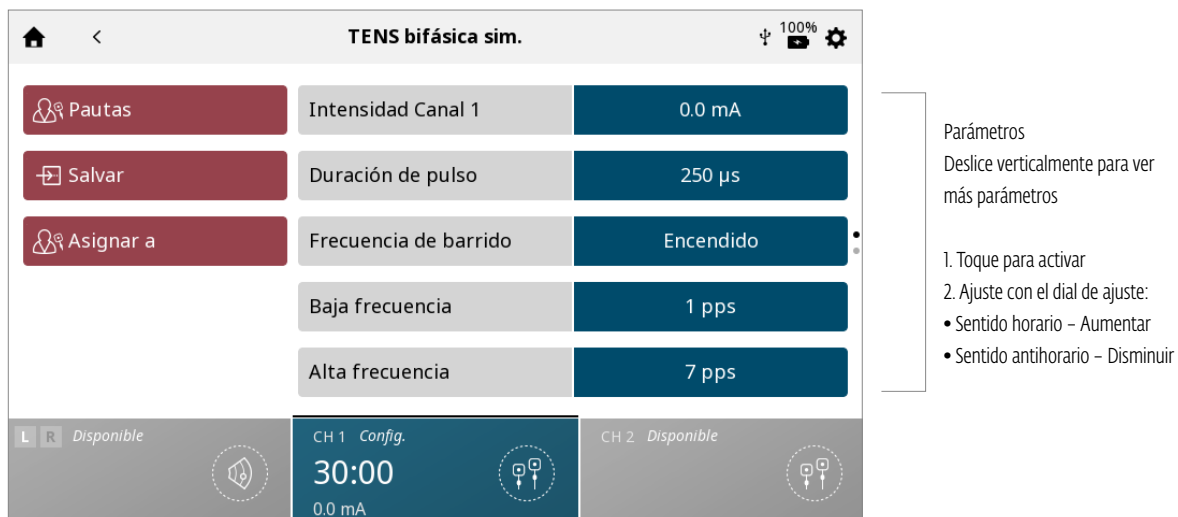 TENS bifásica sim.
100%
Pautas
Salvar
Asignar a
Intensidad Canal 1
0.0 mA
Duración de pulso
250 µs
Frecuencia de barrido
Encendido
Baja frecuencia
1 pps
Alta frecuencia
7 pps
L R Disponible
CH 1 Config.
30:00
0.0 mA
CH 2 Disponible
Parámetros
Deslice verticalmente para ver
más parámetros
1. Toque para activar
2. Ajuste con el dial de ajuste:
• Sentido horario – Aumentar
• Sentido antihorario – Disminuir